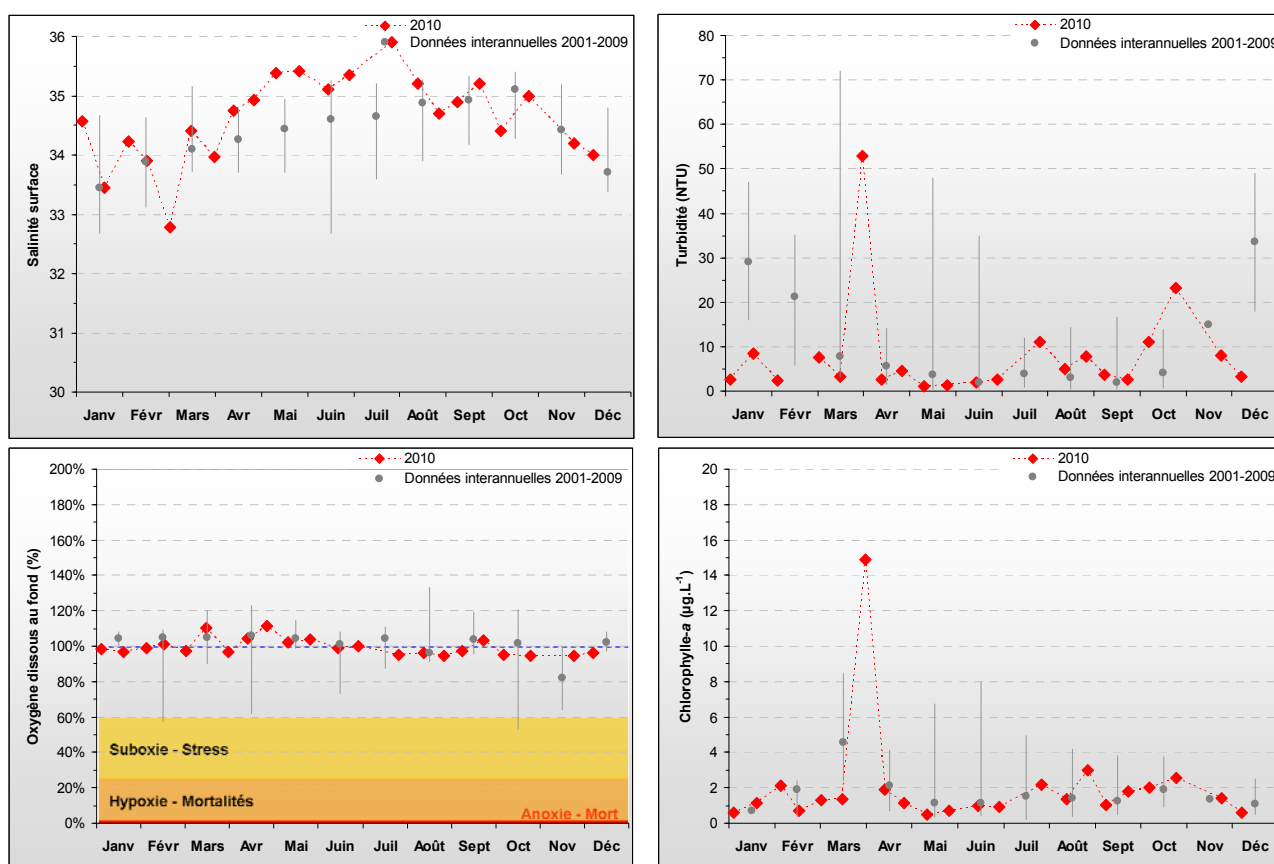 2010
Données interannuelles 2001-2009
Salinité surface
36
35
34
33
32
31
30
Janv Févr Mars Avr Mai Juin Juil Août Sept Oct Nov Déc
2010
Données interannuelles 2001-2009
Turbidité (NTU)
80
70
60
50
40
30
20
10
0
Janv Févr Mars Avr Mai Juin Juil Août Sept Oct Nov Déc
2010
Données interannuelles 2001-2009
Oxygène dissous au fond (%)
200%
180%
160%
140%
120%
100%
80%
60%
40%
20%
0%
Suboxie - Stress
Hypoxie - Mortalités
Anoxie - Mort
Janv Févr Mars Avr Mai Juin Juil Août Sept Oct Nov Déc
2010
Données interannuelles 2001-2009
Chlorophylle-a (µg.L⁻¹)
20
18
16
14
12
10
8
6
4
2
0
Janv Févr Mars Avr Mai Juin Juil Août Sept Oct Nov Déc